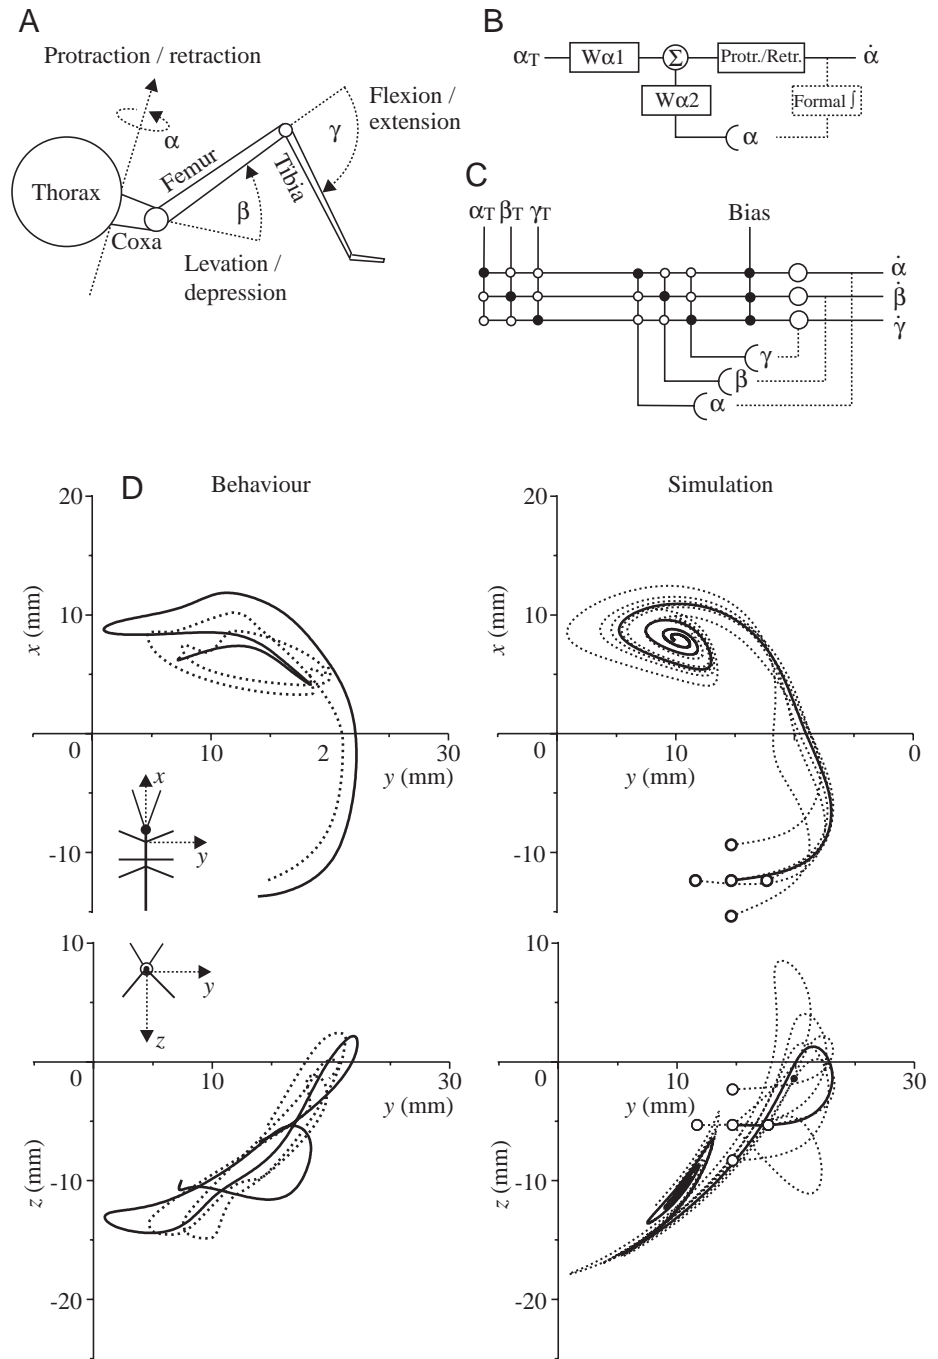 A
Protraction / retraction
α
Flexion /
extension
γ
Thorax
Femur
Tibia
β
Coxa
Levation /
depression
B
αT
Wα1
Σ
Protr./Retr.
α̇
Wα2
Formal ∫
α
C
αT βT γT
Bias
α̇
β̇
γ̇
γ
β
α
D
Behaviour
20
10
0
-10
x (mm)
10
2
30
y (mm)
x
y
Simulation
20
10
0
-10
x (mm)
10
0
y (mm)
10
0
-10
-20
z (mm)
10
30
y (mm)
y
z
10
0
-10
-20
z (mm)
10
30
y (mm)